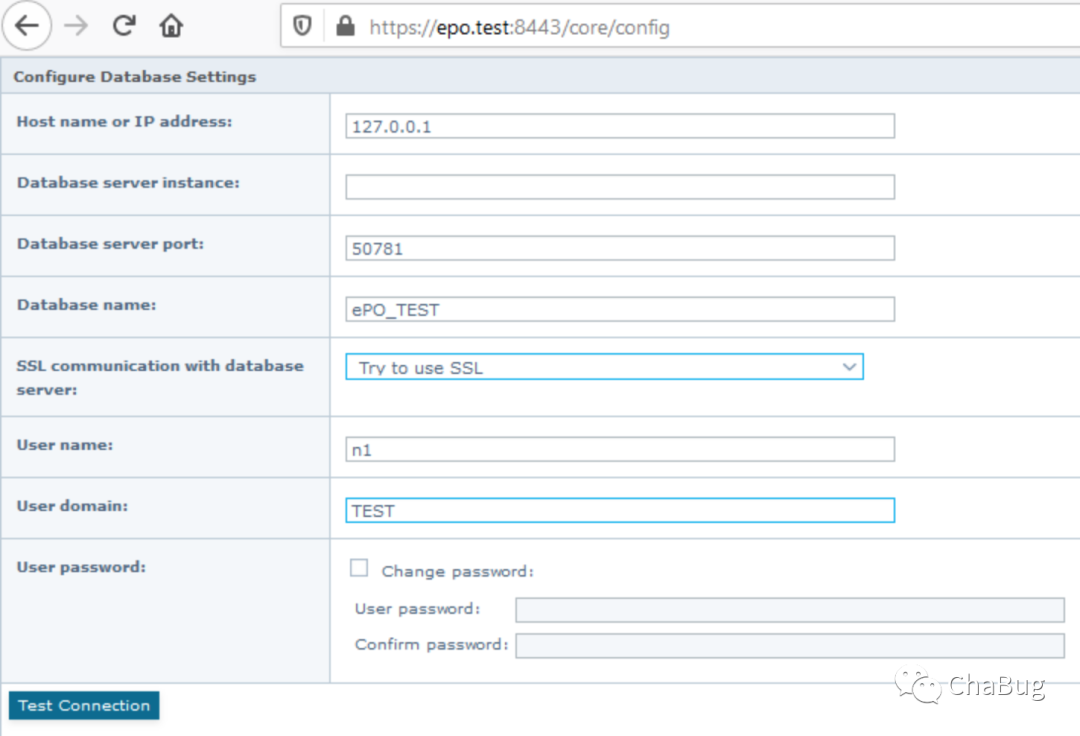 https://epo.test:8443/core/config
Configure Database Settings
Host name or IP address:
127.0.0.1
Database server instance:
Database server port:
50781
Database name:
ePO_TEST
SSL communication with database
server:
Try to use SSL
User name:
n1
User domain:
TEST
User password:
Change password:
User password:
Confirm password:
ChaBug
Test Connection